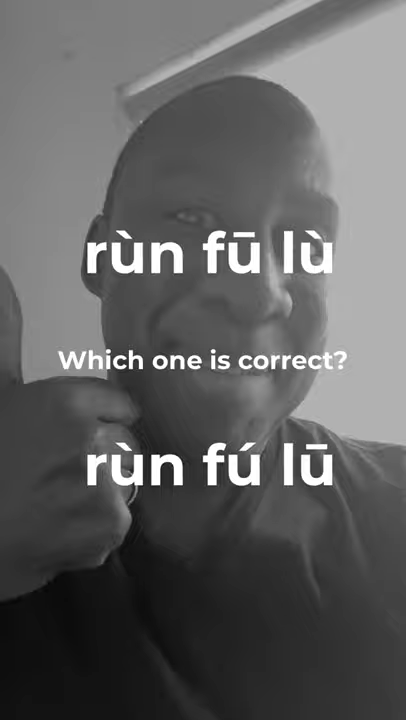 rùn fū lù
Which one is correct?
rùn fú lū